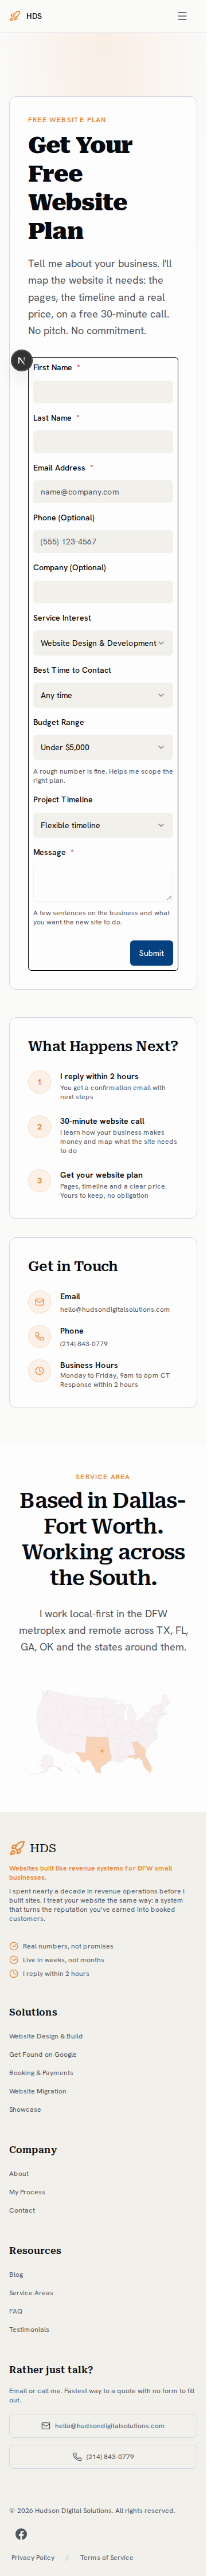 HDS
FREE WEBSITE PLAN
Get Your
Free
Website
Plan
Tell me about your business. I'll
map the website it needs: the
pages, the timeline and a real
price, on a free 30-minute call.
No pitch. No commitment.
N
First Name *
Last Name *
Email Address *
name@company.com
Phone (Optional)
(555) 123-4567
Company (Optional)
Service Interest
Website Design & Development
Best Time to Contact
Any time
Budget Range
Under $5,000
A rough number is fine. Helps me scope the
right plan.
Project Timeline
Flexible timeline
Message *
A few sentences on the business and what
you want the new site to do.
Submit
What Happens Next?
1
I reply within 2 hours
You get a confirmation email with
next steps
2
30-minute website call
I learn how your business makes
money and map what the site needs
to do
3
Get your website plan
Pages, timeline and a clear price.
Yours to keep, no obligation
Get in Touch
Email
hello@hudsondigitalsolutions.com
Phone
(214) 843-0779
Business Hours
Monday to Friday, 9am to 6pm CT
Response within 2 hours
SERVICE AREA
Based in Dallas-
Fort Worth.
Working across
the South.
I work local-first in the DFW
metroplex and remote across TX, FL,
GA, OK and the states around them.
HDS
Websites built like revenue systems for DFW small
businesses.
I spent nearly a decade in revenue operations before I
built sites. I treat your website the same way: a system
that turns the reputation you've earned into booked
customers.
Real numbers, not promises
Live in weeks, not months
I reply within 2 hours
Solutions
Website Design & Build
Get Found on Google
Booking & Payments
Website Migration
Showcase
Company
About
My Process
Contact
Resources
Blog
Service Areas
FAQ
Testimonials
Rather just talk?
Email or call me. Fastest way to a quote with no form to fill
out.
hello@hudsondigitalsolutions.com
(214) 843-0779
© 2026 Hudson Digital Solutions. All rights reserved.
Privacy Policy / Terms of Service